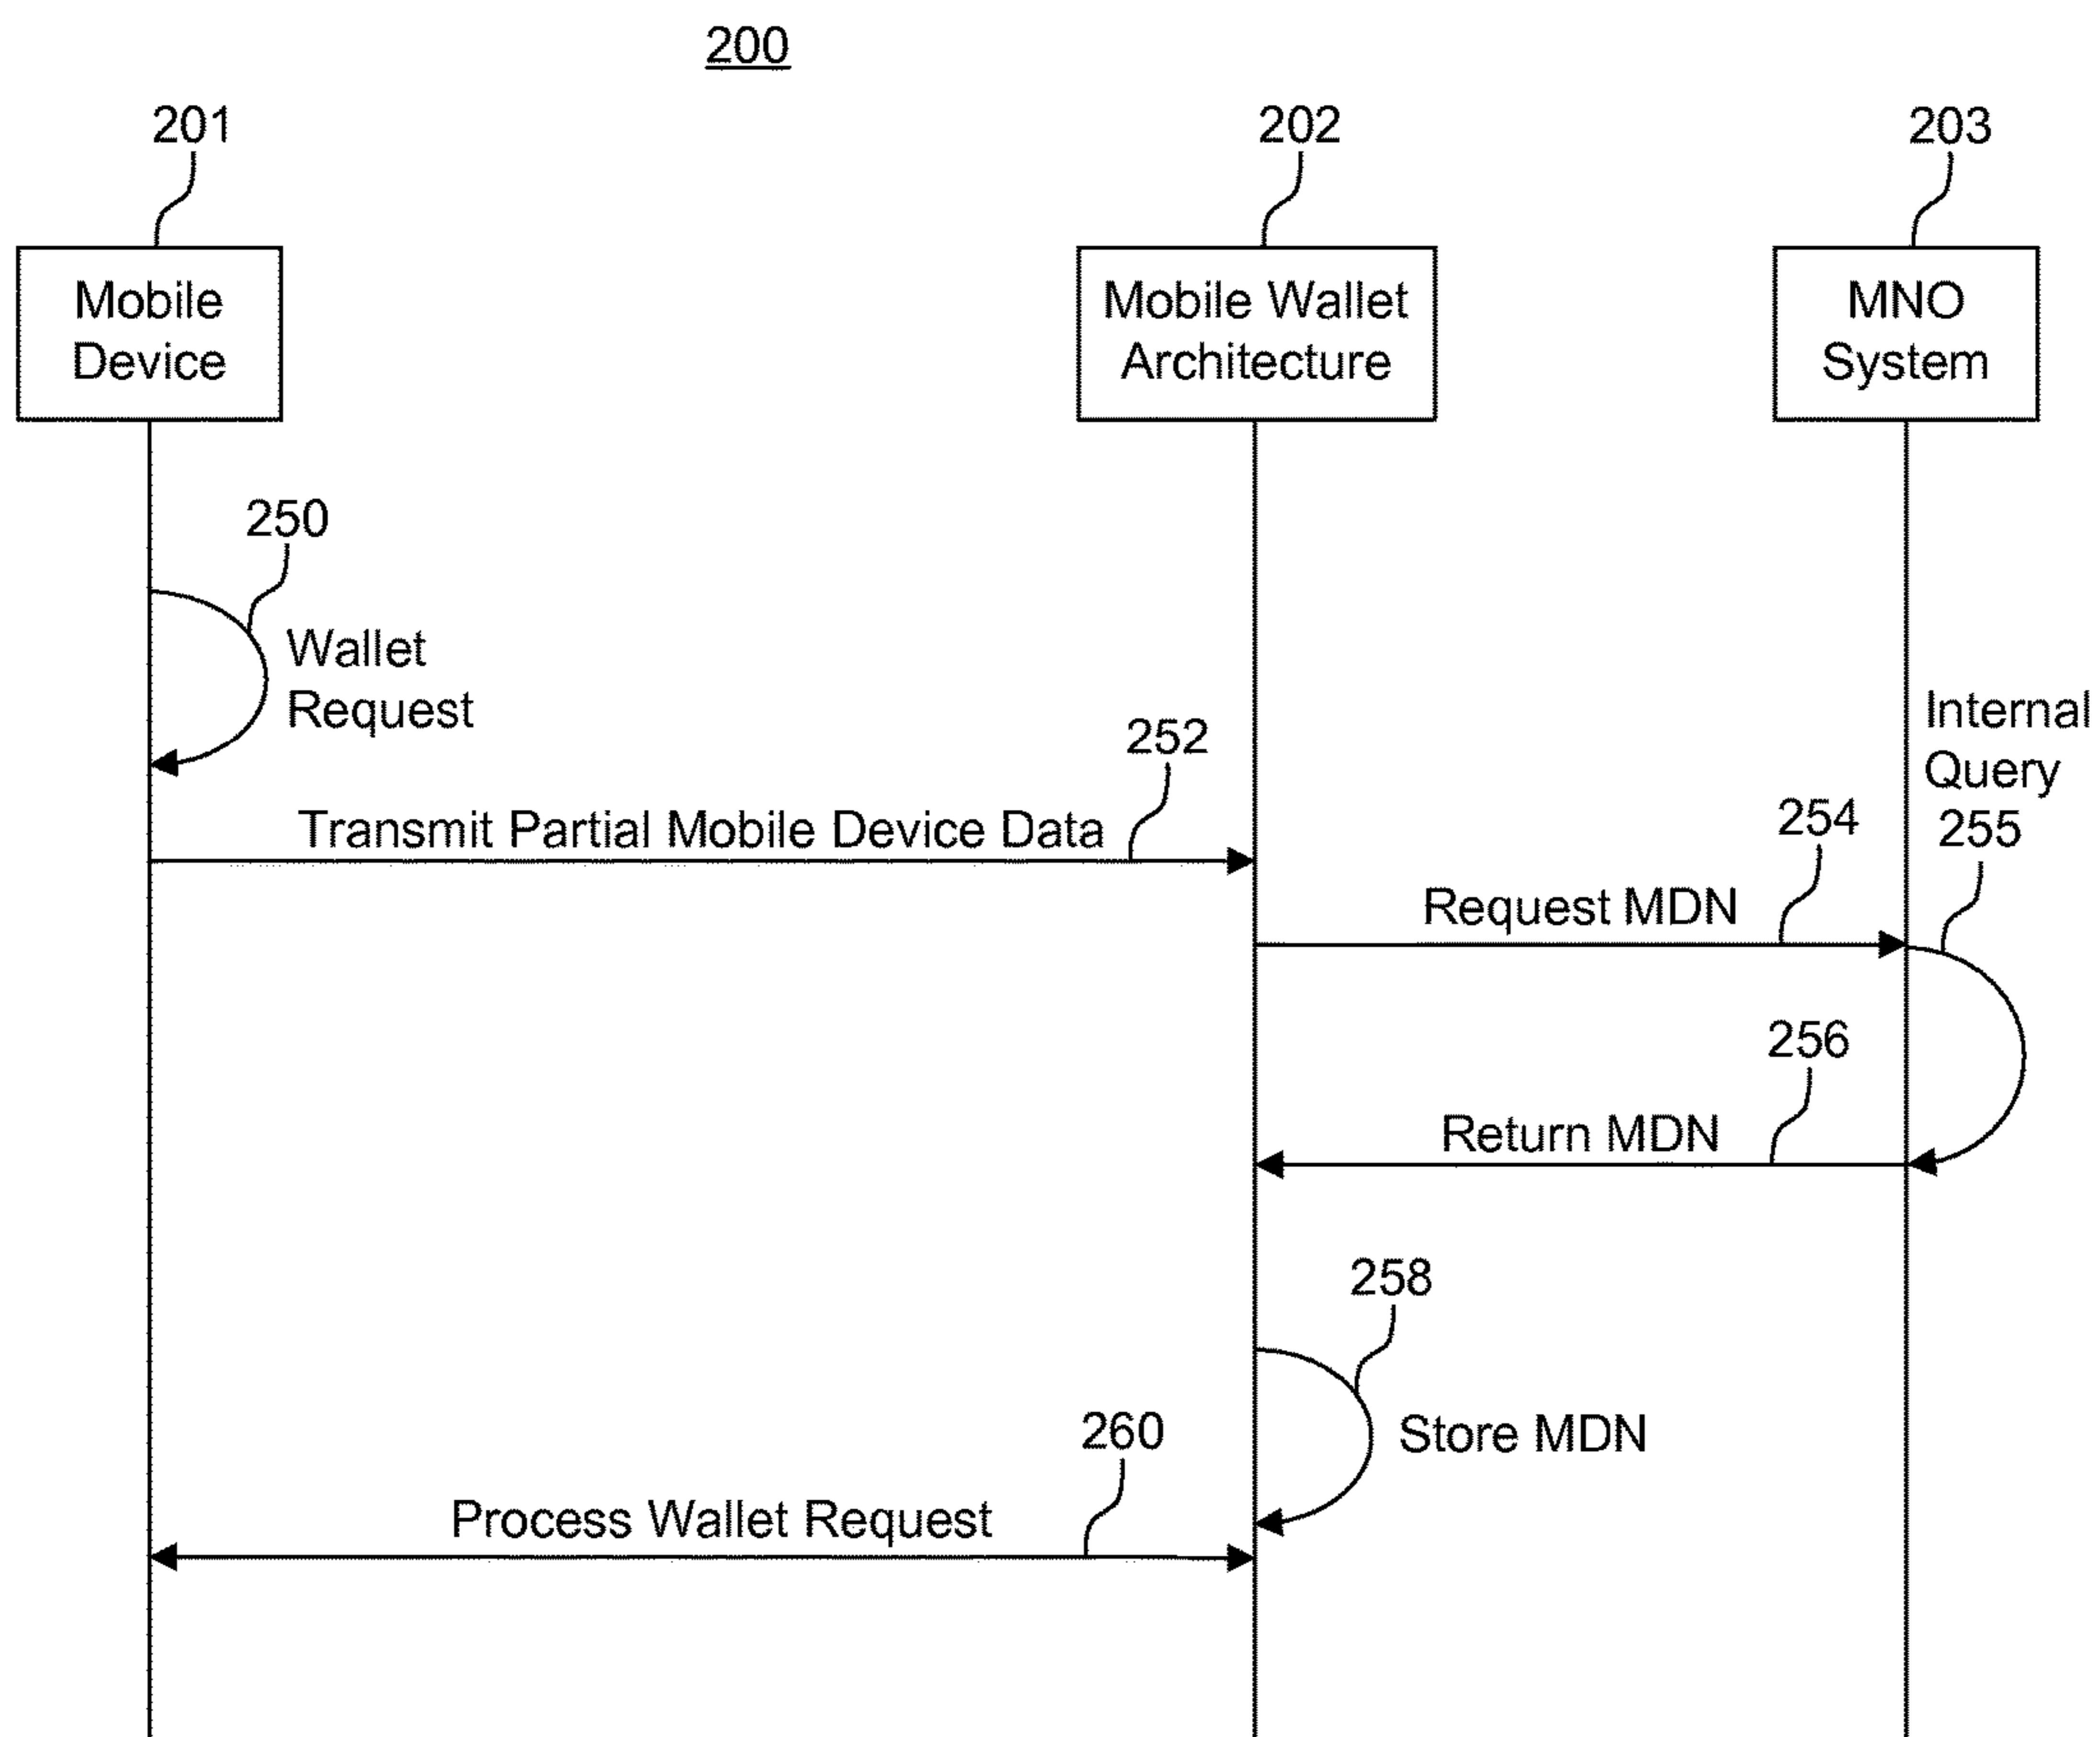 200
201
202
203
Mobile
Device
Mobile Wallet
Architecture
MNO
System
250
Wallet
Request
252
Transmit Partial Mobile Device Data
Internal
Query
255
254
Request MDN
256
Return MDN
258
Store MDN
260
Process Wallet Request